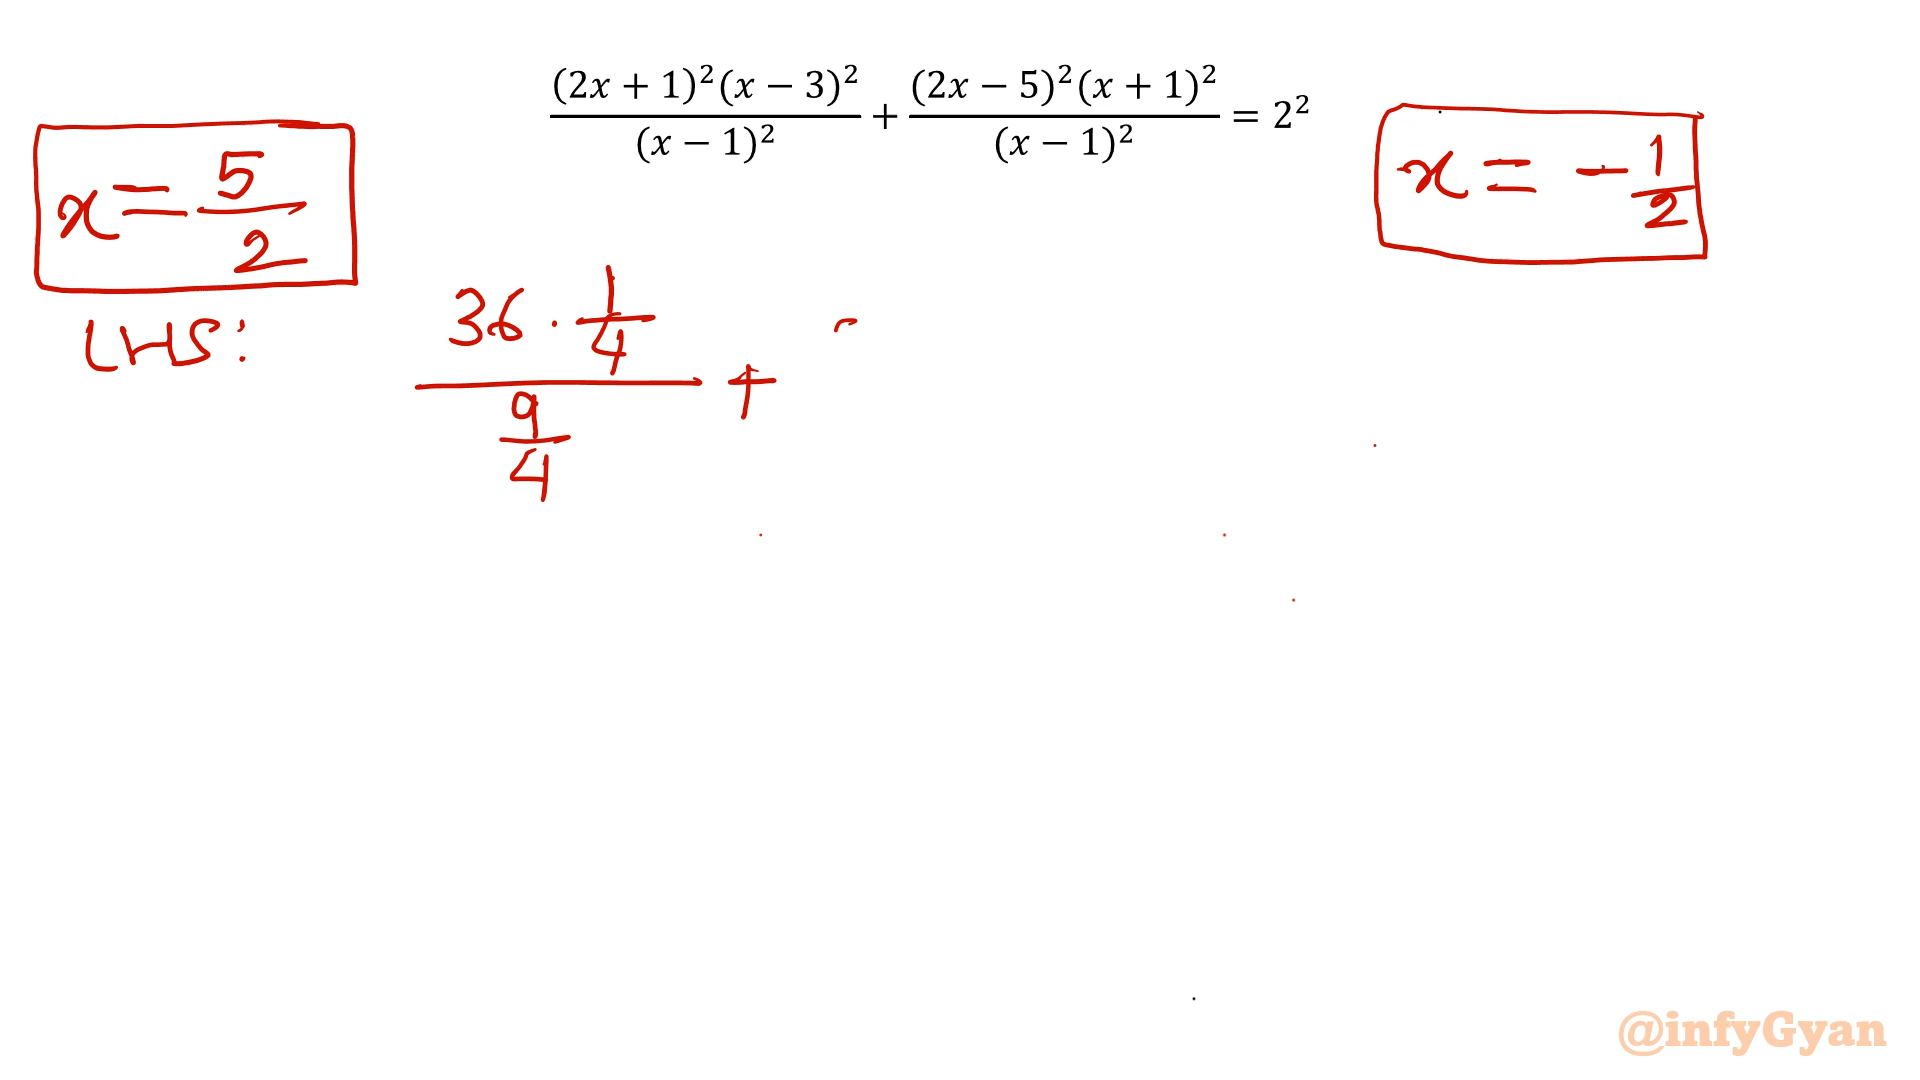 (2x + 1)²(x − 3)² / (x − 1)² + (2x − 5)²(x + 1)² / (x − 1)² = 2²
x = 5/2
x = − 1/2
LHS: (36 · 1/4) / (9/4) +
@infyGyan